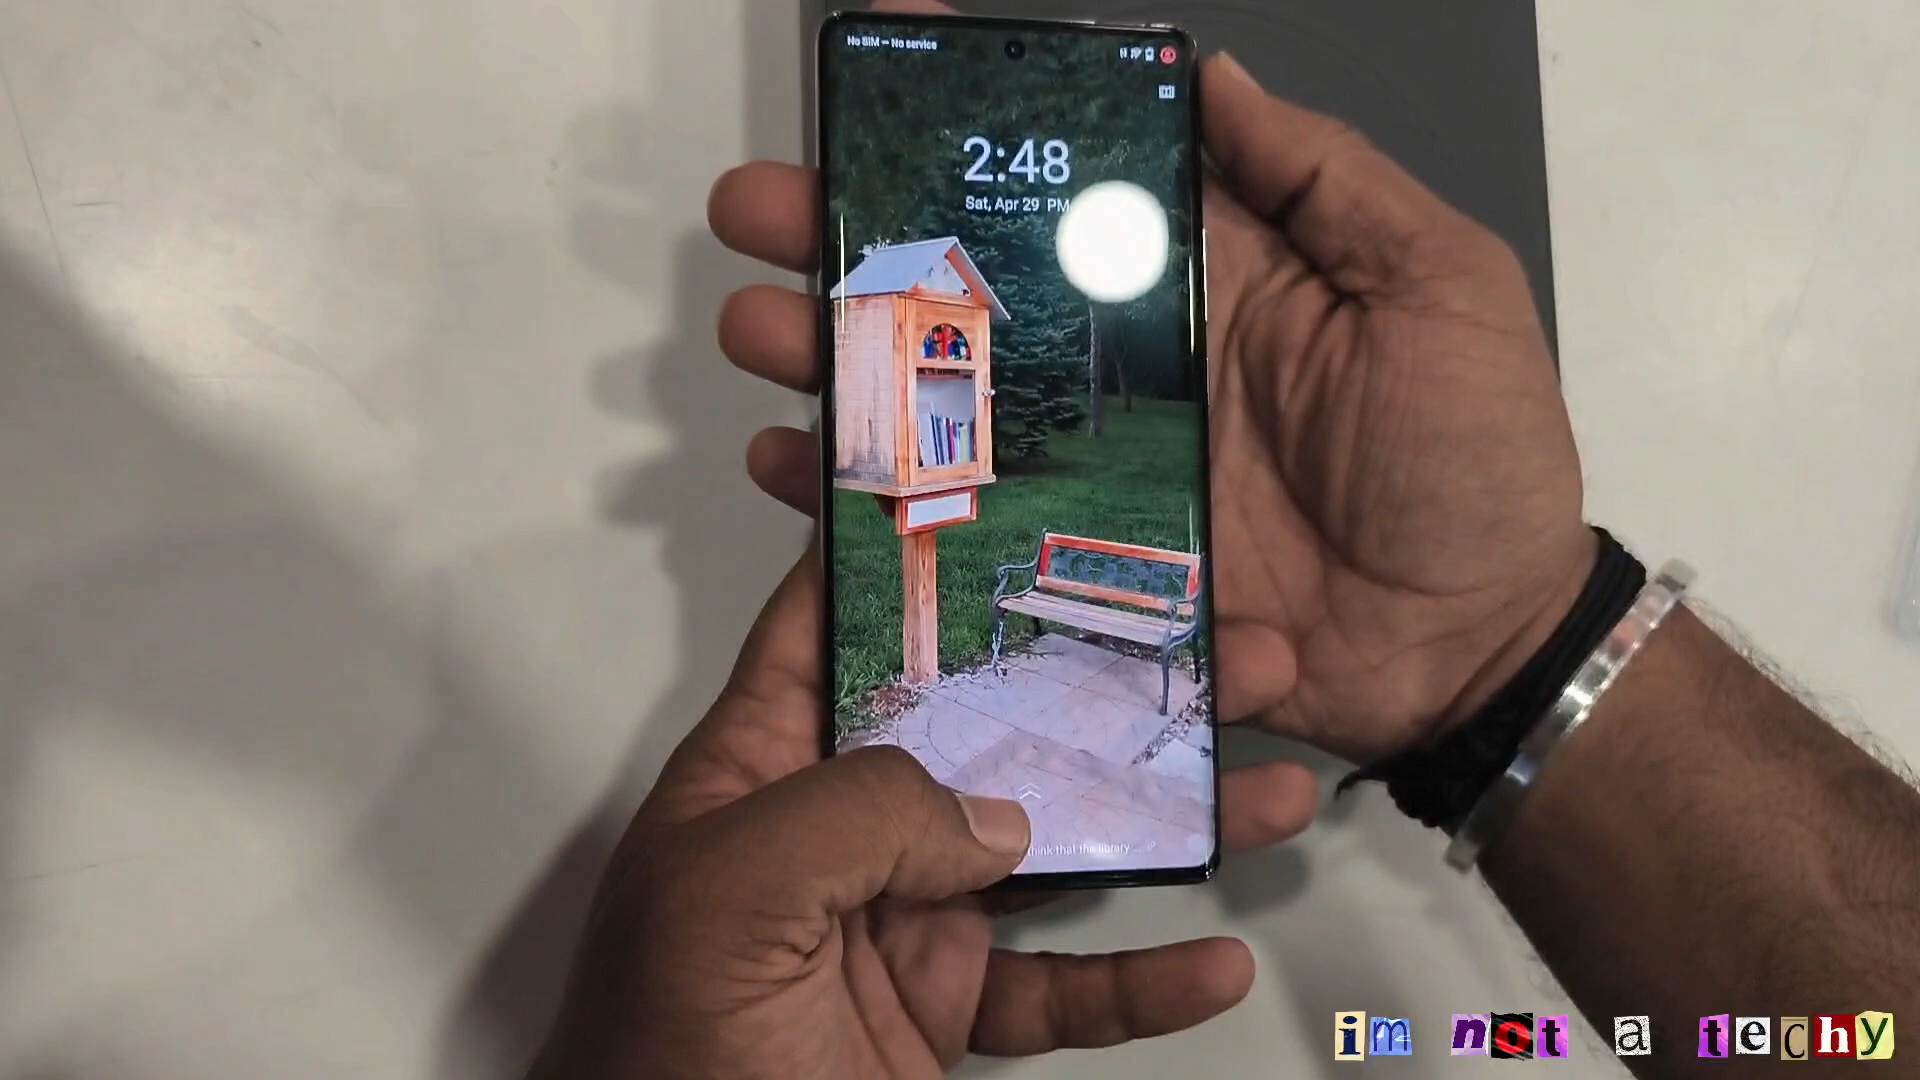 No SIM — No service
2:48
Sat, Apr 29 PM
think that the library ...
im not a techy